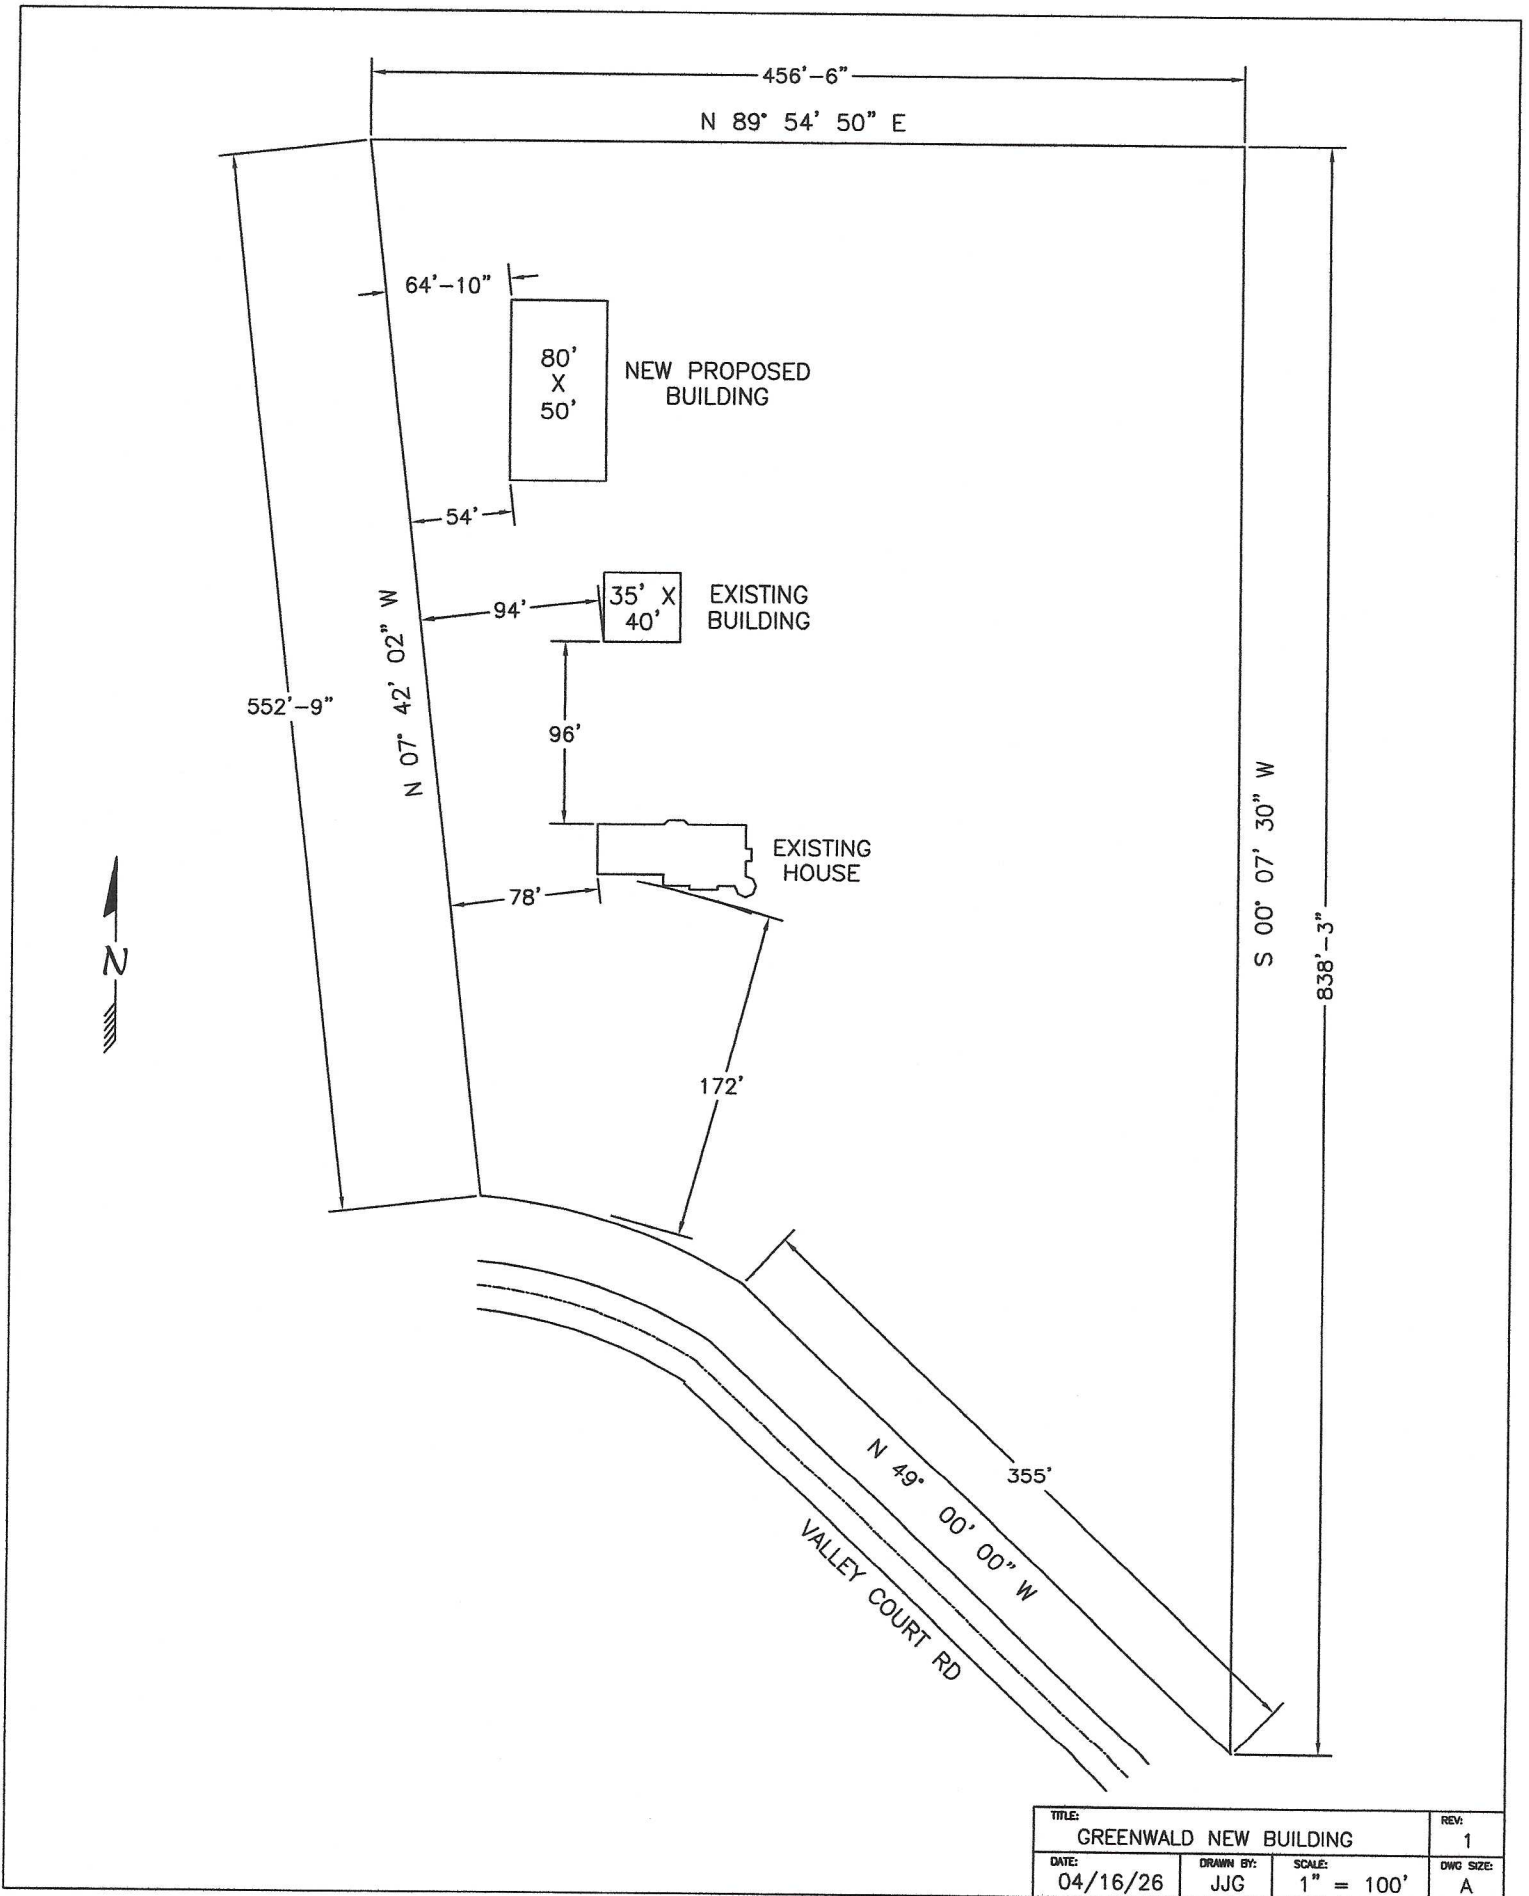 456'-6"
N 89° 54' 50" E
64'-10"
80'
X
50'
NEW PROPOSED
BUILDING
54'
35' X
40'
EXISTING
BUILDING
94'
N 07° 42' 02" W
552'-9"
96'
EXISTING
HOUSE
78'
S 00° 07' 30" W
838'-3"
N
172'
355'
N 49° 00' 00" W
VALLEY COURT RD
TITLE:
GREENWALD NEW BUILDING
REV:
1
DATE:
04/16/26
DRAWN BY:
JJG
SCALE:
1" = 100'
DWG SIZE:
A